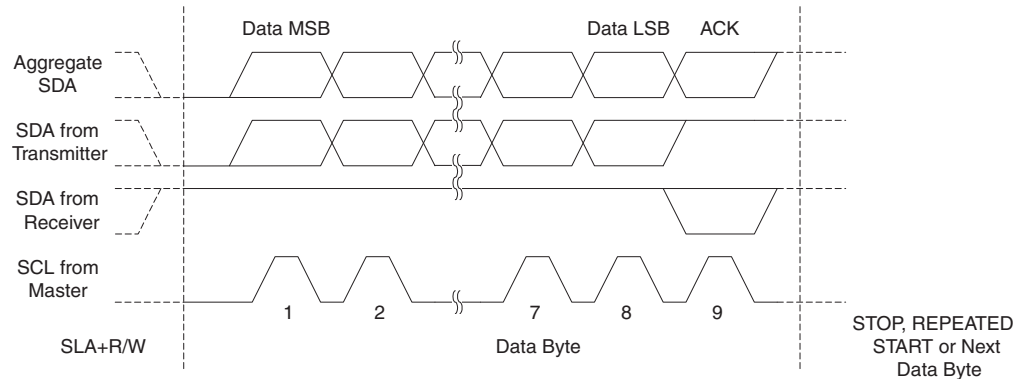 Data MSB
Data LSB
ACK
Aggregate
SDA
SDA from
Transmitter
SDA from
Receiver
SCL from
Master
1
2
7
8
9
SLA+R/W
Data Byte
STOP, REPEATED
START or Next
Data Byte